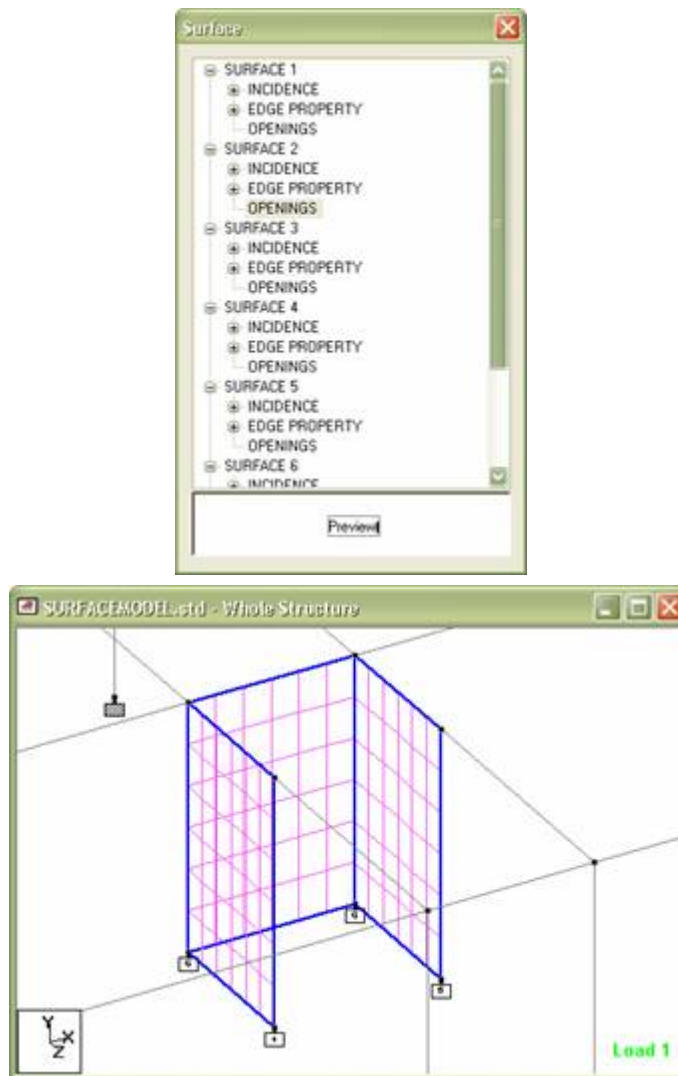 Surface
SURFACE 1
INCIDENCE
EDGE PROPERTY
OPENINGS
SURFACE 2
INCIDENCE
EDGE PROPERTY
OPENINGS
SURFACE 3
INCIDENCE
EDGE PROPERTY
OPENINGS
SURFACE 4
INCIDENCE
EDGE PROPERTY
OPENINGS
SURFACE 5
INCIDENCE
EDGE PROPERTY
OPENINGS
SURFACE 6
INCIDENCE
Preview
SURFACEMODEL.std - Whole Structure
Y
X
Z
Load 1